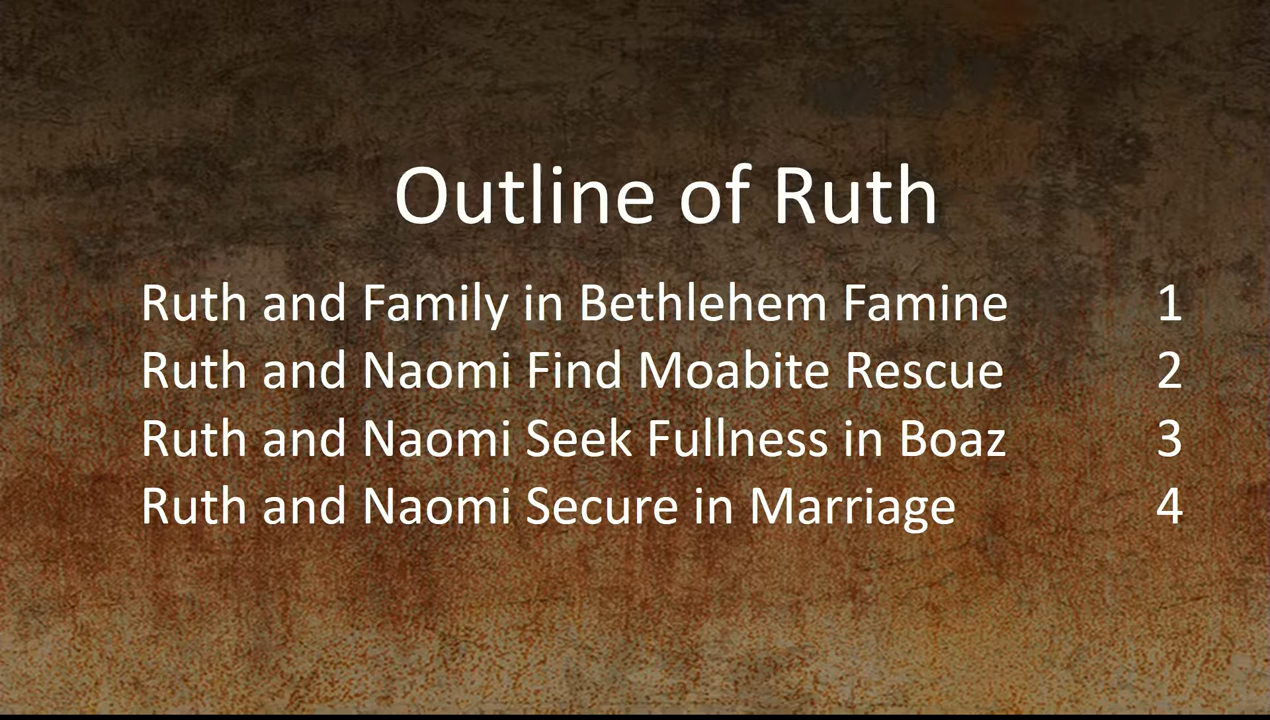 Outline of Ruth
Ruth and Family in Bethlehem Famine 1
Ruth and Naomi Find Moabite Rescue 2
Ruth and Naomi Seek Fullness in Boaz 3
Ruth and Naomi Secure in Marriage 4